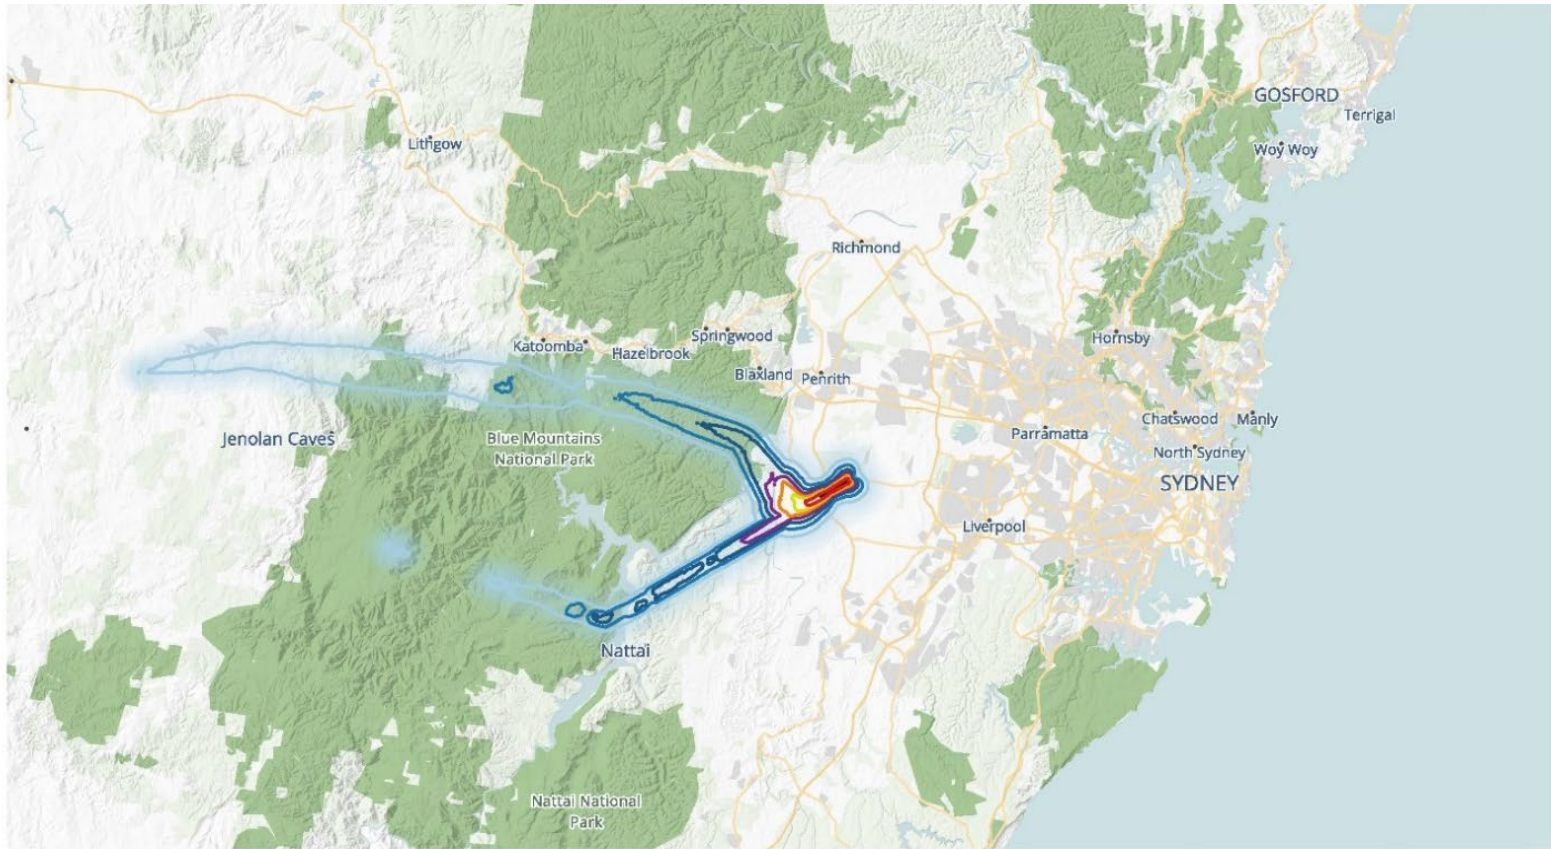 GOSFORD
Terrigal
Lithgow
Woy Woy
Richmond
Springwood
Hornsby
Katoomba
Hazelbrook
Blaxland
Penrith
Chatswood
Manly
Jenolan Caves
Blue Mountains
National Park
Parramatta
North Sydney
SYDNEY
Liverpool
Nattai
Nattai National
Park